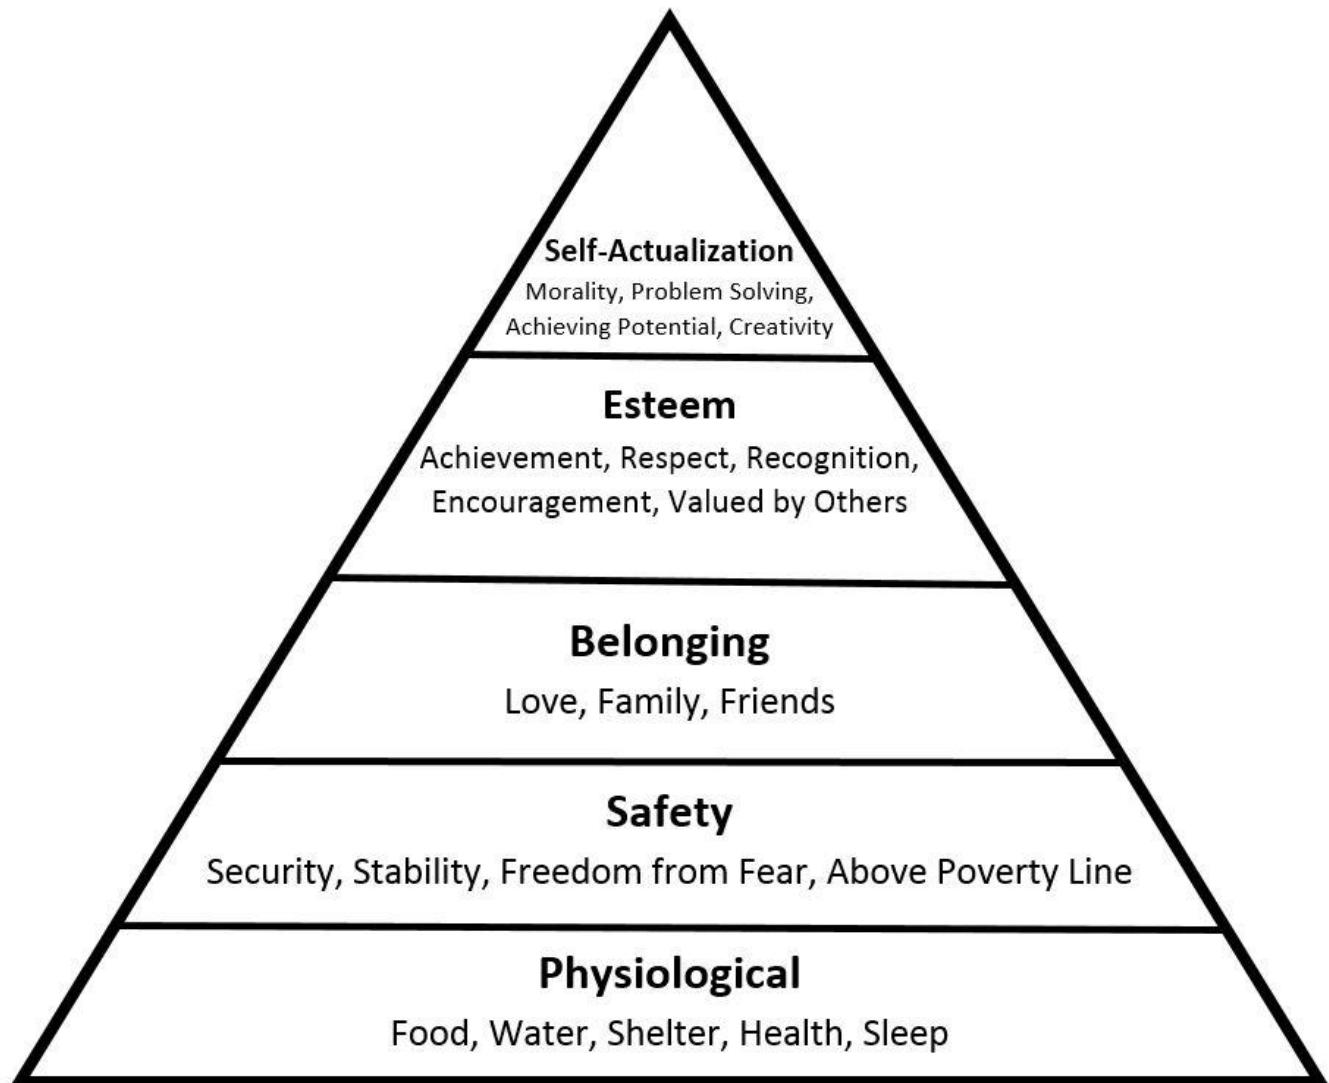 Self-Actualization
Morality, Problem Solving,
Achieving Potential, Creativity
Esteem
Achievement, Respect, Recognition,
Encouragement, Valued by Others
Belonging
Love, Family, Friends
Safety
Security, Stability, Freedom from Fear, Above Poverty Line
Physiological
Food, Water, Shelter, Health, Sleep